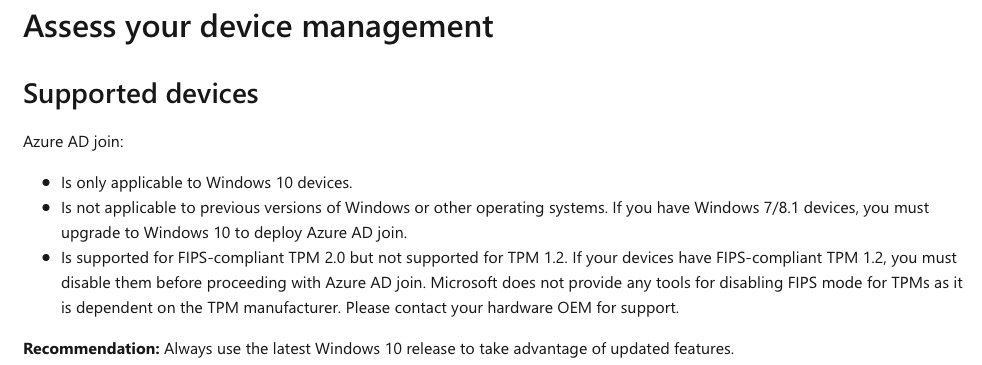 Assess your device management
Supported devices
Azure AD join:
• Is only applicable to Windows 10 devices.
• Is not applicable to previous versions of Windows or other operating systems. If you have Windows 7/8.1 devices, you must
upgrade to Windows 10 to deploy Azure AD join.
• Is supported for FIPS-compliant TPM 2.0 but not supported for TPM 1.2. If your devices have FIPS-compliant TPM 1.2, you must
disable them before proceeding with Azure AD join. Microsoft does not provide any tools for disabling FIPS mode for TPMs as it
is dependent on the TPM manufacturer. Please contact your hardware OEM for support.
Recommendation: Always use the latest Windows 10 release to take advantage of updated features.